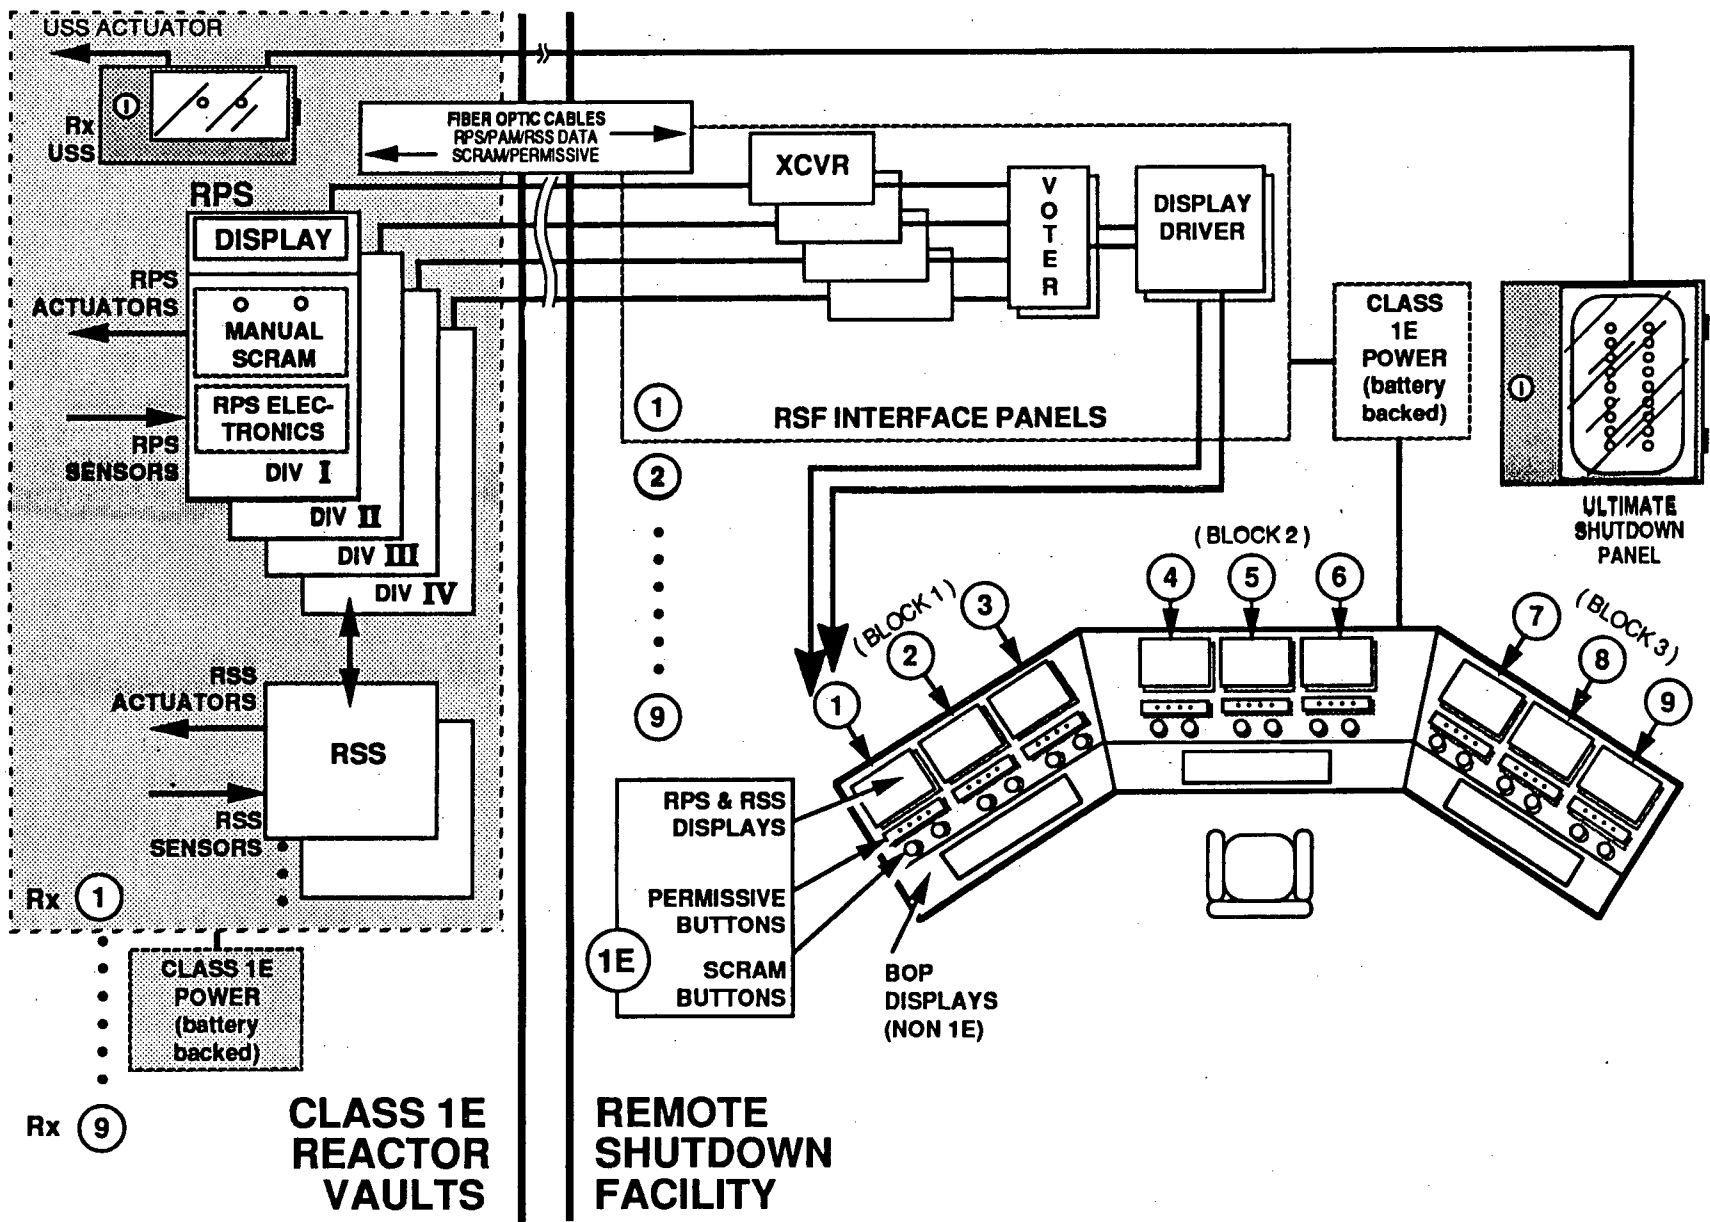 USS ACTUATOR
I
Rx
USS
FIBER OPTIC CABLES
RPS/PAM/RSS DATA
SCRAM/PERMISSIVE
RPS
DISPLAY
RPS
ACTUATORS
MANUAL
SCRAM
RPS ELEC-
TRONICS
RPS
SENSORS
DIV I
DIV II
DIV III
DIV IV
RSS
ACTUATORS
RSS
RSS
SENSORS
Rx 1
CLASS 1E
POWER
(battery
backed)
Rx 9
CLASS 1E
REACTOR
VAULTS
XCVR
VOTER
DISPLAY
DRIVER
1
RSF INTERFACE PANELS
2
9
CLASS
1E
POWER
(battery
backed)
I
ULTIMATE
SHUTDOWN
PANEL
(BLOCK 1)
1
2
3
(BLOCK 2)
4
5
6
(BLOCK 3)
7
8
9
RPS & RSS
DISPLAYS
PERMISSIVE
BUTTONS
1E
SCRAM
BUTTONS
BOP
DISPLAYS
(NON 1E)
REMOTE
SHUTDOWN
FACILITY